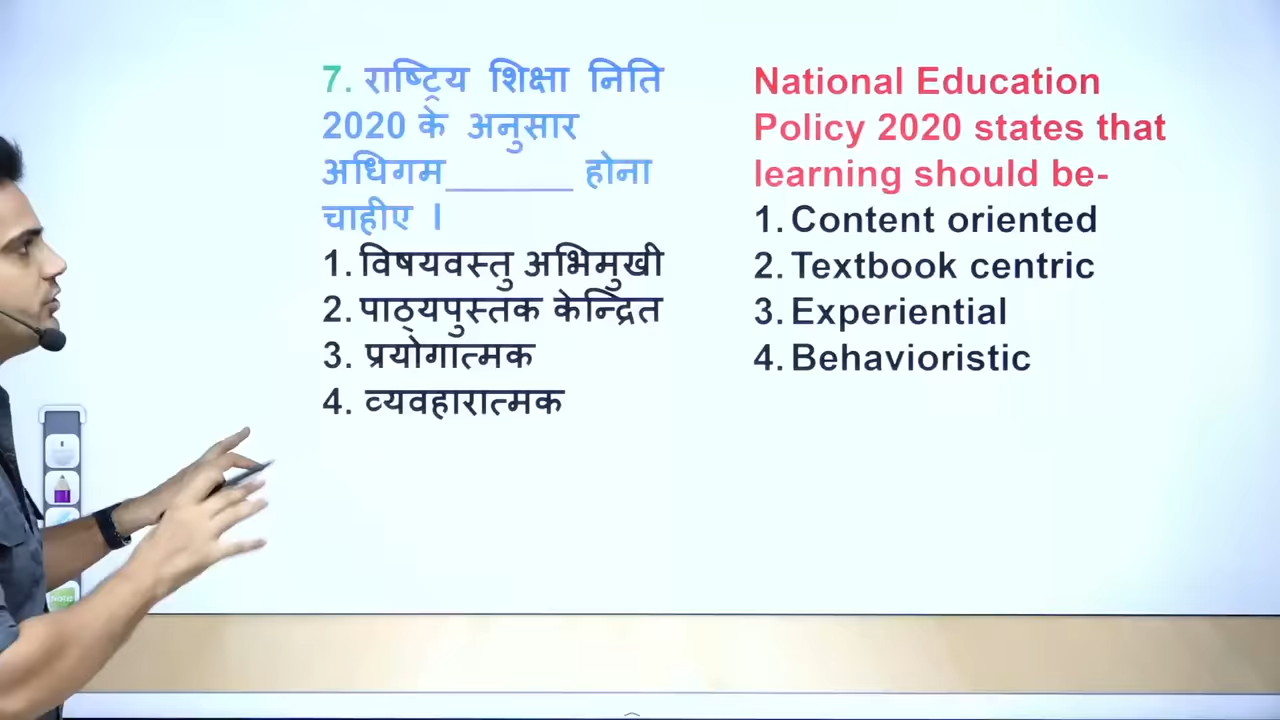 7. राष्ट्रिय शिक्षा निति
2020 के अनुसार
अधिगम_______ होना
चाहीए ।
1. विषयवस्तु अभिमुखी
2. पाठ्यपुस्तक केन्द्रित
3. प्रयोगात्मक
4. व्यवहारात्मक
National Education
Policy 2020 states that
learning should be-
1. Content oriented
2. Textbook centric
3. Experiential
4. Behavioristic